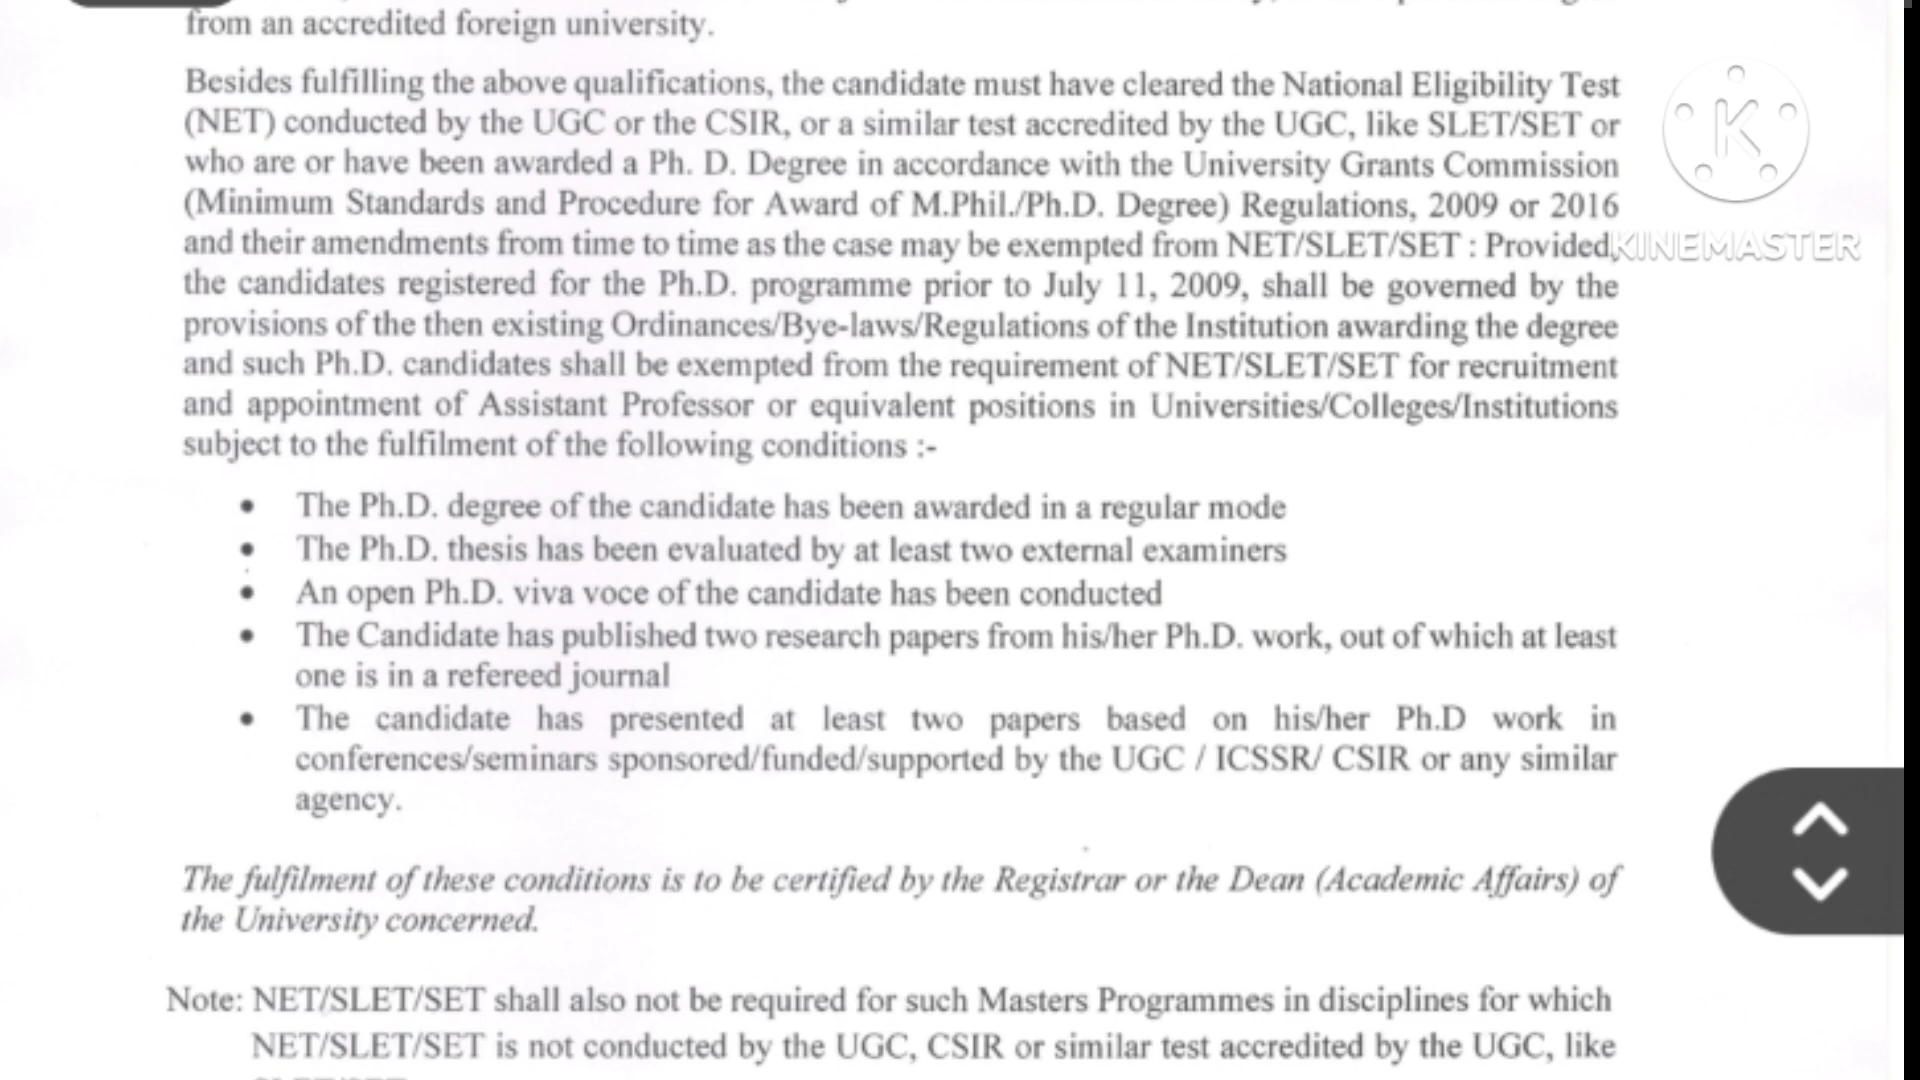 from an accredited foreign university.
Besides fulfilling the above qualifications, the candidate must have cleared the National Eligibility Test
(NET) conducted by the UGC or the CSIR, or a similar test accredited by the UGC, like SLET/SET or
who are or have been awarded a Ph. D. Degree in accordance with the University Grants Commission
(Minimum Standards and Procedure for Award of M.Phil./Ph.D. Degree) Regulations, 2009 or 2016
and their amendments from time to time as the case may be exempted from NET/SLET/SET : Provided,
the candidates registered for the Ph.D. programme prior to July 11, 2009, shall be governed by the
provisions of the then existing Ordinances/Bye-laws/Regulations of the Institution awarding the degree
and such Ph.D. candidates shall be exempted from the requirement of NET/SLET/SET for recruitment
and appointment of Assistant Professor or equivalent positions in Universities/Colleges/Institutions
subject to the fulfilment of the following conditions :-
• The Ph.D. degree of the candidate has been awarded in a regular mode
• The Ph.D. thesis has been evaluated by at least two external examiners
• An open Ph.D. viva voce of the candidate has been conducted
• The Candidate has published two research papers from his/her Ph.D. work, out of which at least
one is in a refereed journal
• The candidate has presented at least two papers based on his/her Ph.D work in
conferences/seminars sponsored/funded/supported by the UGC / ICSSR/ CSIR or any similar
agency.
The fulfilment of these conditions is to be certified by the Registrar or the Dean (Academic Affairs) of
the University concerned.
Note: NET/SLET/SET shall also not be required for such Masters Programmes in disciplines for which
NET/SLET/SET is not conducted by the UGC, CSIR or similar test accredited by the UGC, like
K
KINEMASTER